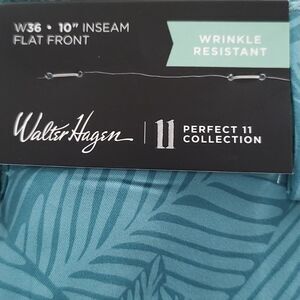 W36 • 10" INSEAM
FLAT FRONT
WRINKLE
RESISTANT
Walter Hagen
11
PERFECT 11
COLLECTION